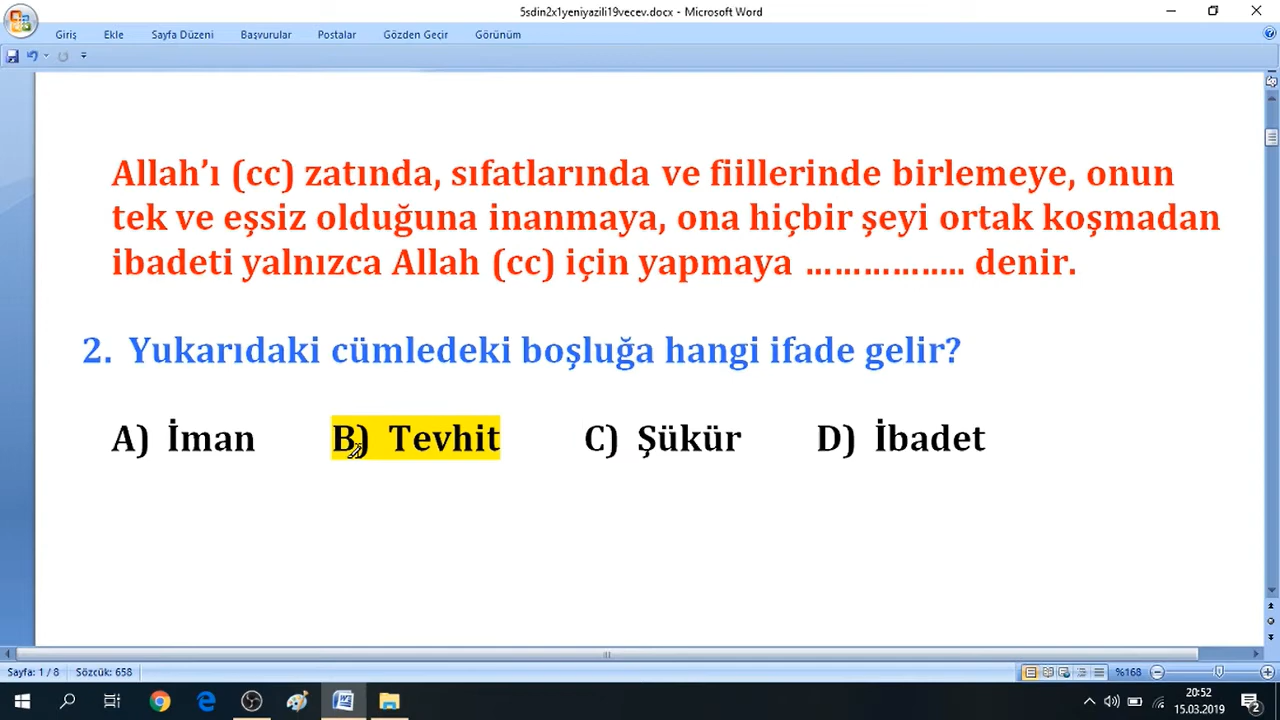 5sdin2x1yeniyazili19vecev.docx - Microsoft Word
Giriş Ekle Sayfa Düzeni Başvurular Postalar Gözden Geçir Görünüm
Allah’ı (cc) zatında, sıfatlarında ve fiillerinde birlemeye, onun
tek ve eşsiz olduğuna inanmaya, ona hiçbir şeyi ortak koşmadan
ibadeti yalnızca Allah (cc) için yapmaya ……………... denir.
2. Yukarıdaki cümledeki boşluğa hangi ifade gelir?
A) İman B) Tevhit C) Şükür D) İbadet
Sayfa: 1 / 8 Sözcük: 658 %168
20:52
15.03.2019 2